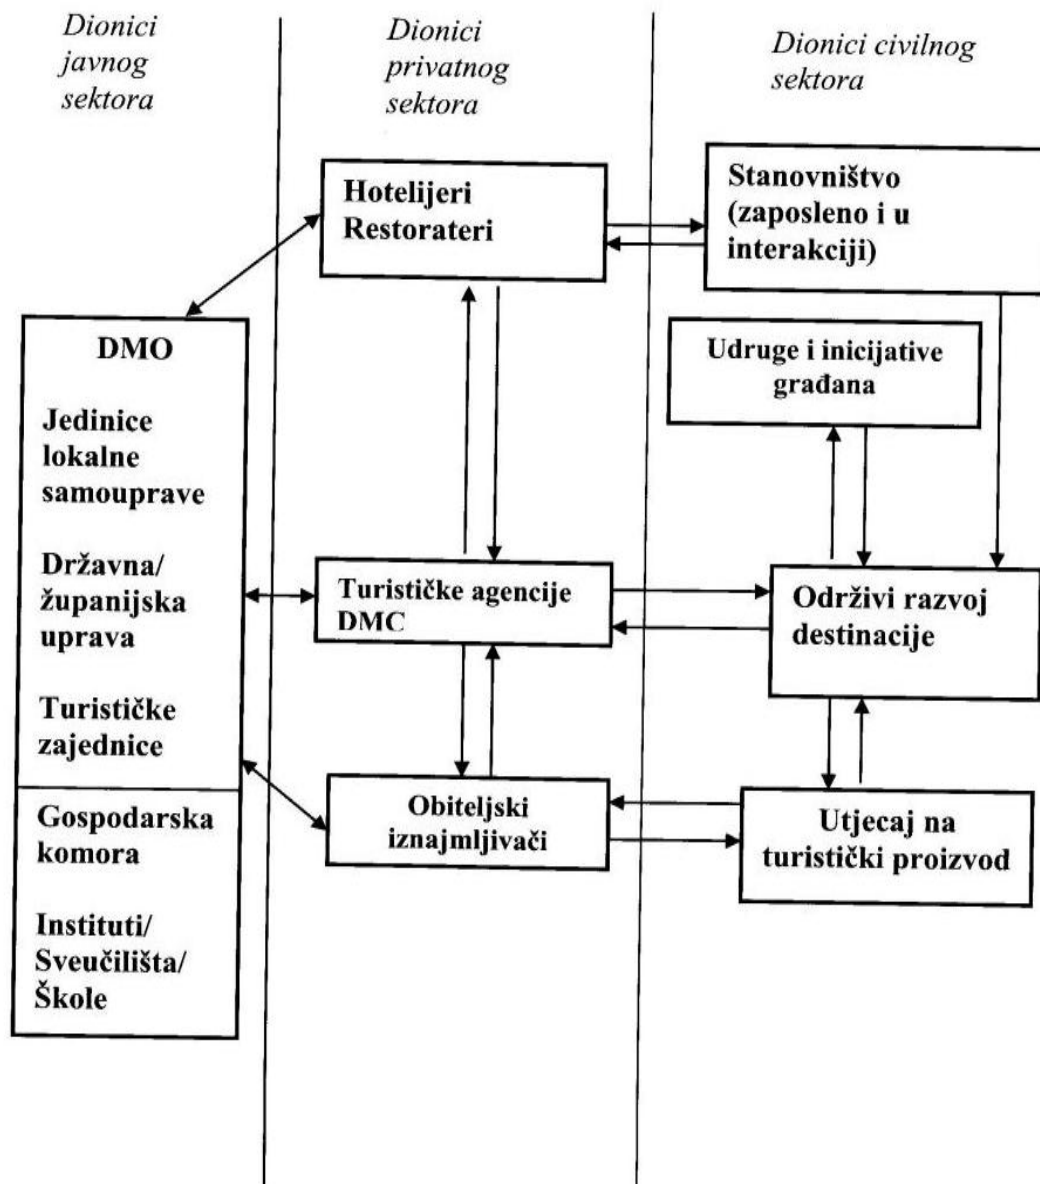 Dionici
javnog
sektora
Dionici
privatnog
sektora
Dionici civilnog
sektora
Hotelijeri
Restorateri
Stanovništvo
(zaposleno i u
interakciji)
DMO
Jedinice
lokalne
samouprave
Državna/
županijska
uprava
Turističke
zajednice
Gospodarska
komora
Instituti/
Sveučilišta/
Škole
Udruge i inicijative
građana
Turističke agencije
DMC
Održivi razvoj
destinacije
Obiteljski
iznajmljivači
Utjecaj na
turistički proizvod